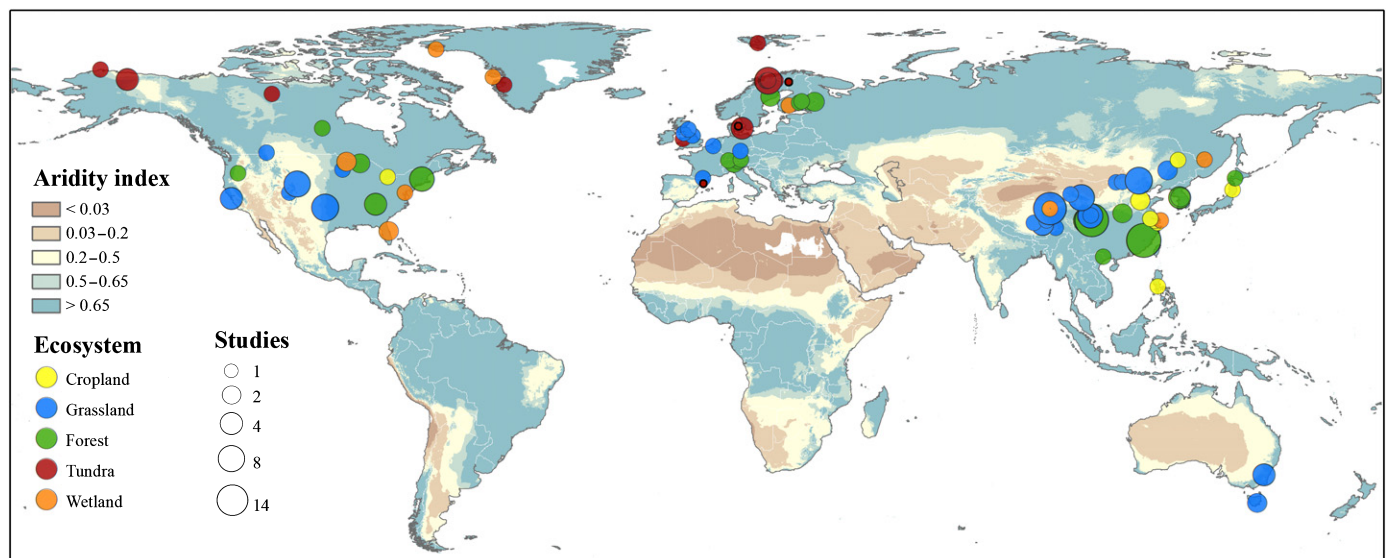 Aridity index
< 0.03
0.03–0.2
0.2–0.5
0.5–0.65
> 0.65
Ecosystem
Cropland
Grassland
Forest
Tundra
Wetland
Studies
1
2
4
8
14